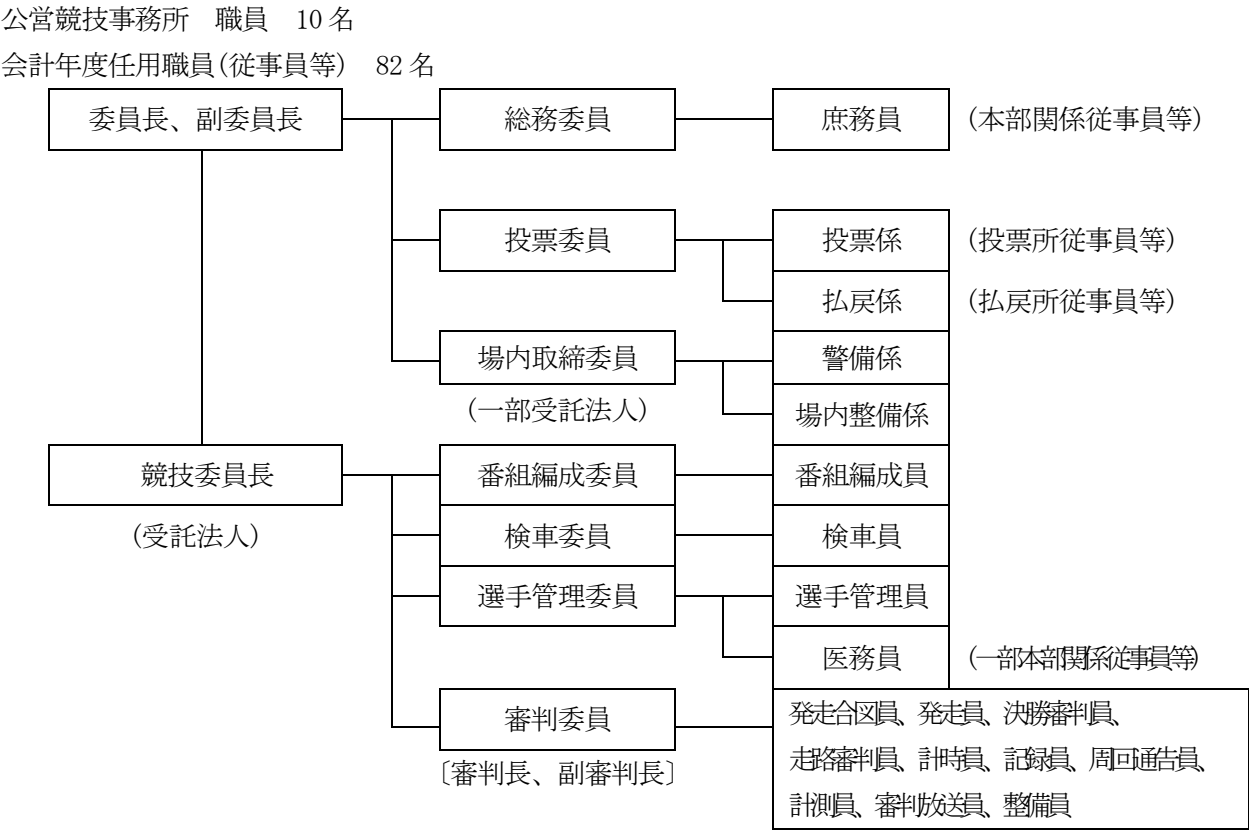 公営競技事務所　職員　10名
会計年度任用職員(従事員等)　82名
委員長、副委員長
総務委員
庶務員
(本部関係従事員等)
投票委員
投票係
(投票所従事員等)
払戻係
(払戻所従事員等)
場内取締委員
警備係
(一部受託法人)
場内整備係
競技委員長
番組編成委員
番組編成員
(受託法人)
検車委員
検車員
選手管理委員
選手管理員
医務員
(一部本部関係従事員等)
審判委員
〔審判長、副審判長〕
発走合図員、発走員、決勝審判員、
走路審判員、計時員、記録員、周回通告員、
計測員、審判放送員、整備員